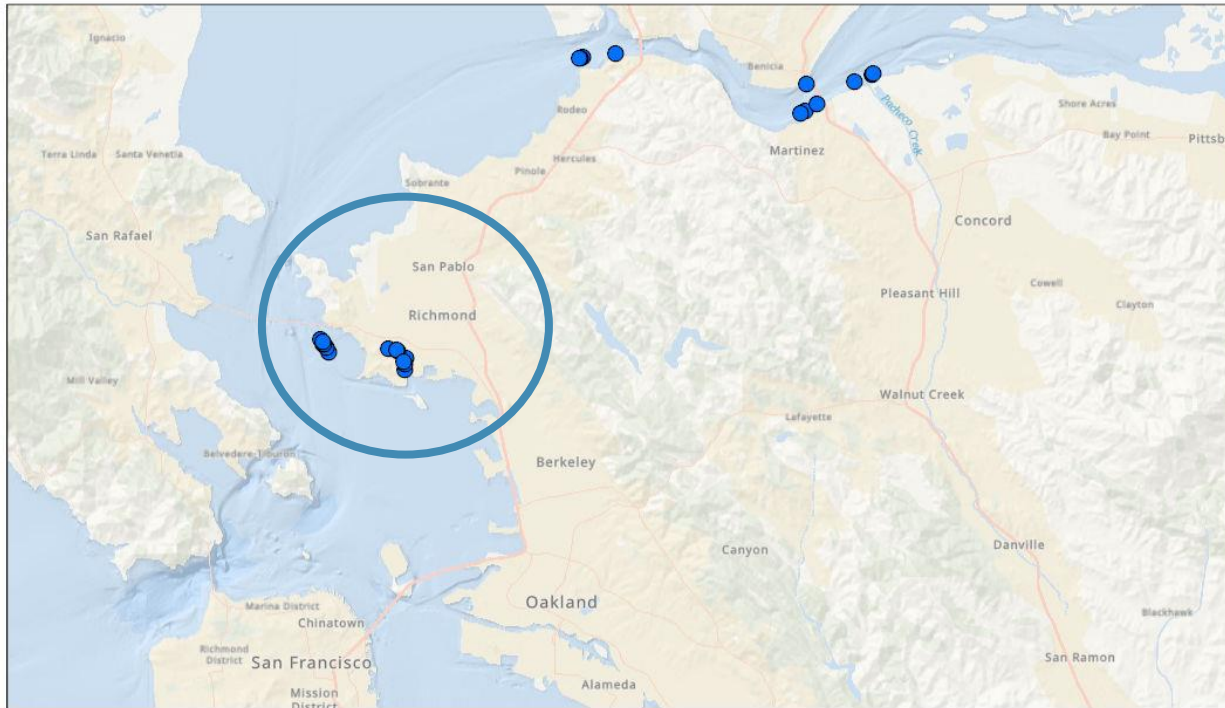 Ignacio
Benicia
Rodeo
Shore Acres
Pacheco Creek
Bay Point
Pittsb
Terra Linda
Santa Venetia
Martinez
Hercules
Pinole
Sobrante
Concord
San Rafael
San Pablo
Cowell
Pleasant Hill
Clayton
Richmond
Mill Valley
Walnut Creek
Lafayette
Belvedere-Tiburon
Berkeley
Canyon
Danville
Oakland
Marina District
Blackhawk
Chinatown
Richmond
District
San Francisco
San Ramon
Alameda
Mission
District